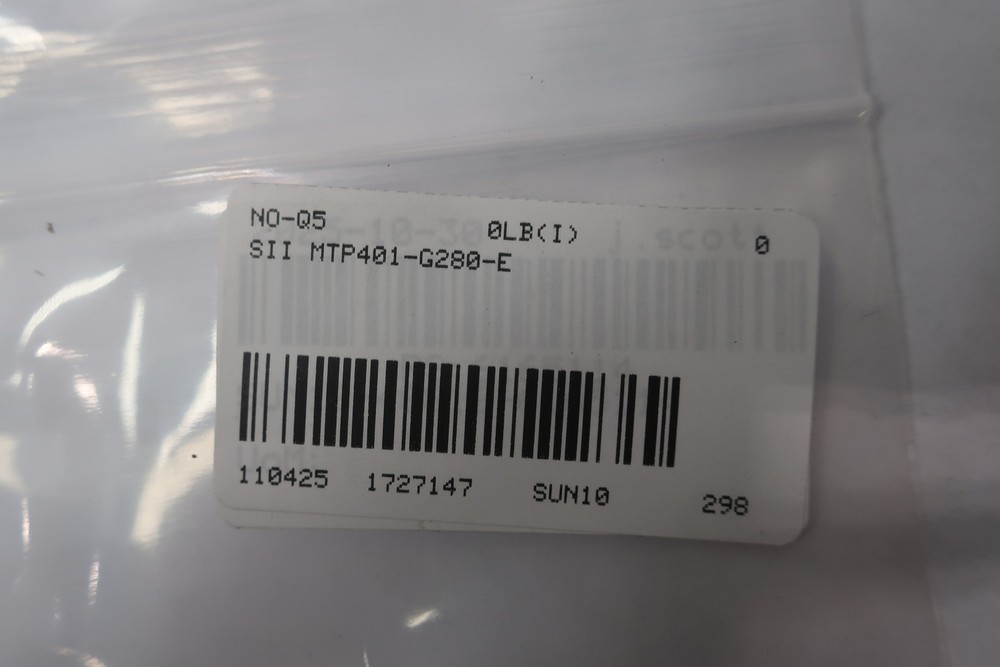 NO-Q5 0LB(I) 0
SII MTP401-G280-E
110425 1727147 SUN10 298